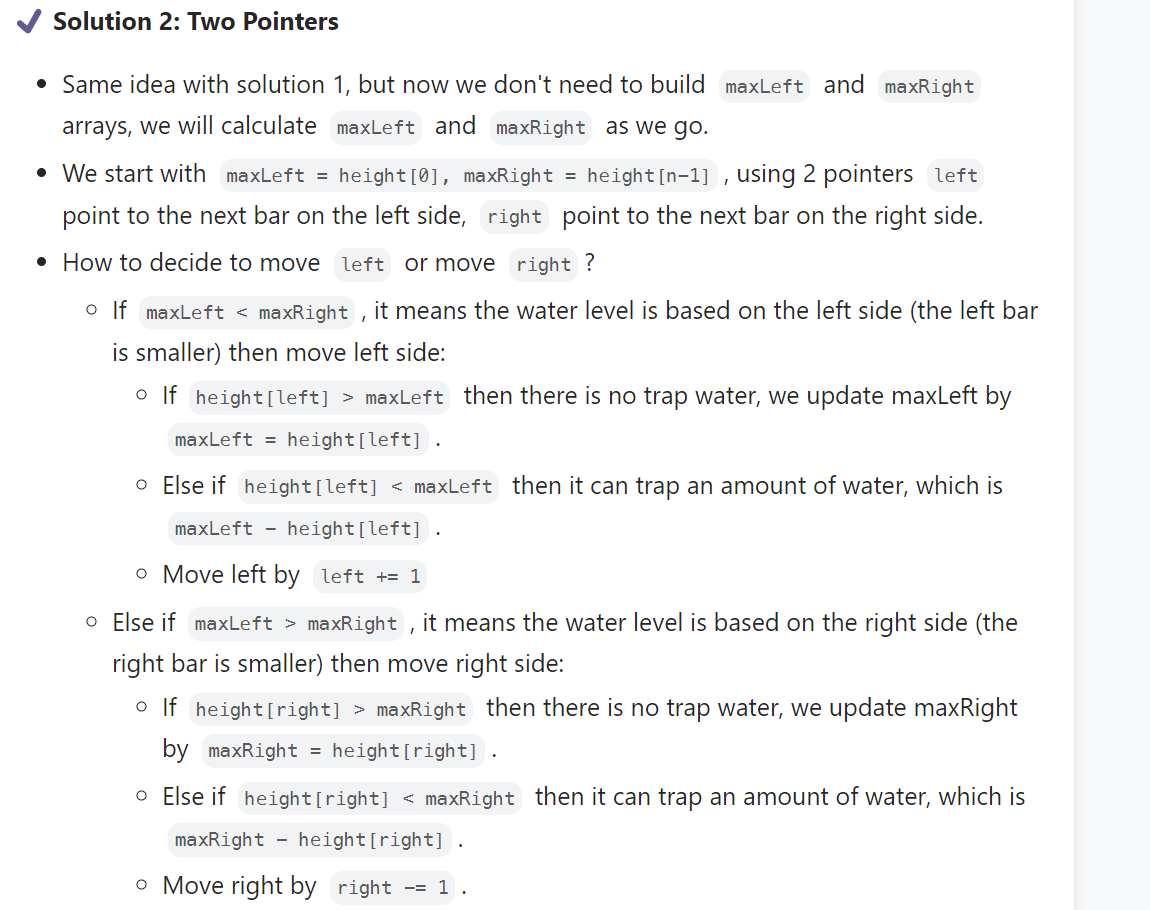 Solution 2: Two Pointers
Same idea with solution 1, but now we don't need to build maxLeft and maxRight
arrays, we will calculate maxLeft and maxRight as we go.
We start with maxLeft = height[0], maxRight = height[n-1] , using 2 pointers left
point to the next bar on the left side, right point to the next bar on the right side.
How to decide to move left or move right ?
If maxLeft < maxRight , it means the water level is based on the left side (the left bar
is smaller) then move left side:
If height[left] > maxLeft then there is no trap water, we update maxLeft by
maxLeft = height[left] .
Else if height[left] < maxLeft then it can trap an amount of water, which is
maxLeft - height[left] .
Move left by left += 1
Else if maxLeft > maxRight , it means the water level is based on the right side (the
right bar is smaller) then move right side:
If height[right] > maxRight then there is no trap water, we update maxRight
by maxRight = height[right] .
Else if height[right] < maxRight then it can trap an amount of water, which is
maxRight - height[right] .
Move right by right -= 1 .